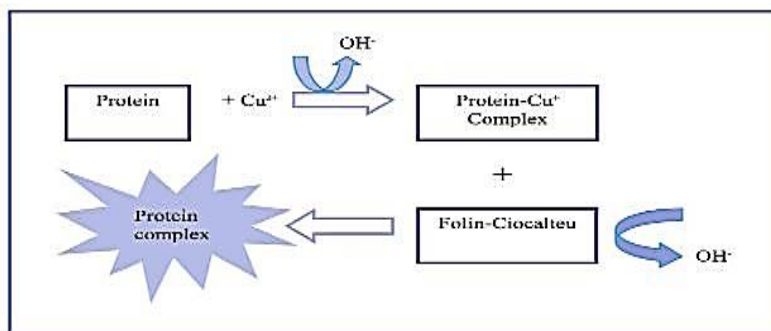 OH-
Protein
+ Cu²⁺
Protein-Cu⁺
Complex
+
Protein
complex
Folin-Ciocalteu
OH-